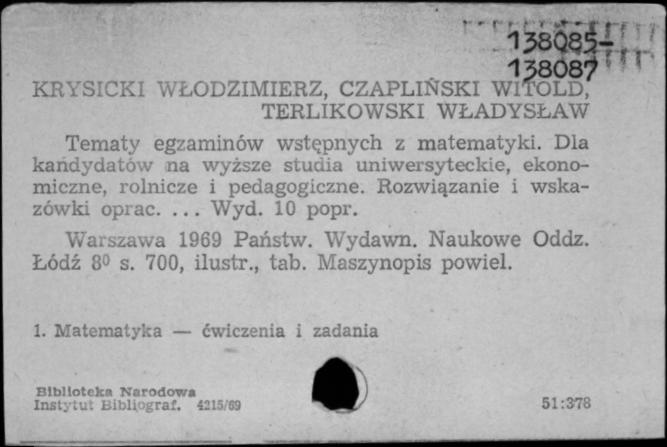 138085-
138087
KRYSICKI WŁODZIMIERZ, CZAPLIŃSKI WITOLD,
TERLIKOWSKI WŁADYSŁAW
Tematy egzaminów wstępnych z matematyki. Dla
kandydatów na wyższe studia uniwersyteckie, ekono-
miczne, rolnicze i pedagogiczne. Rozwiązanie i wska-
zówki oprac. ... Wyd. 10 popr.
Warszawa 1969 Państw. Wydawn. Naukowe Oddz.
Łódź 8⁰ s. 700, ilustr., tab. Maszynopis powiel.
1. Matematyka — ćwiczenia i zadania
Biblioteka Narodowa
Instytut Bibliograf. 4215/69
51:378